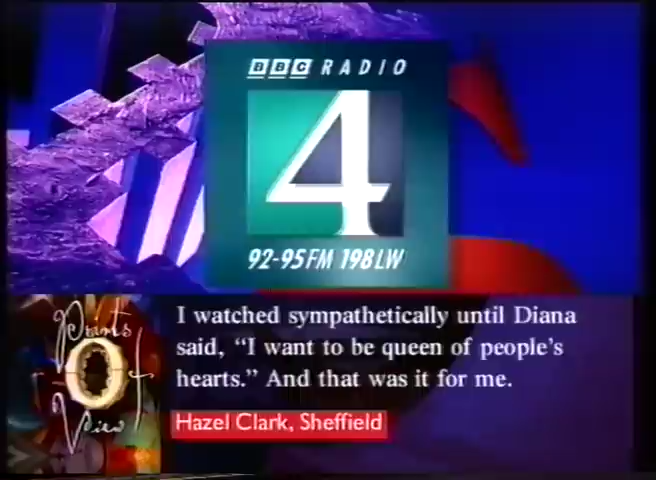 BBC RADIO
4
92-95FM 198LW
Points
of
View
I watched sympathetically until Diana
said, “I want to be queen of people's
hearts.” And that was it for me.
Hazel Clark, Sheffield